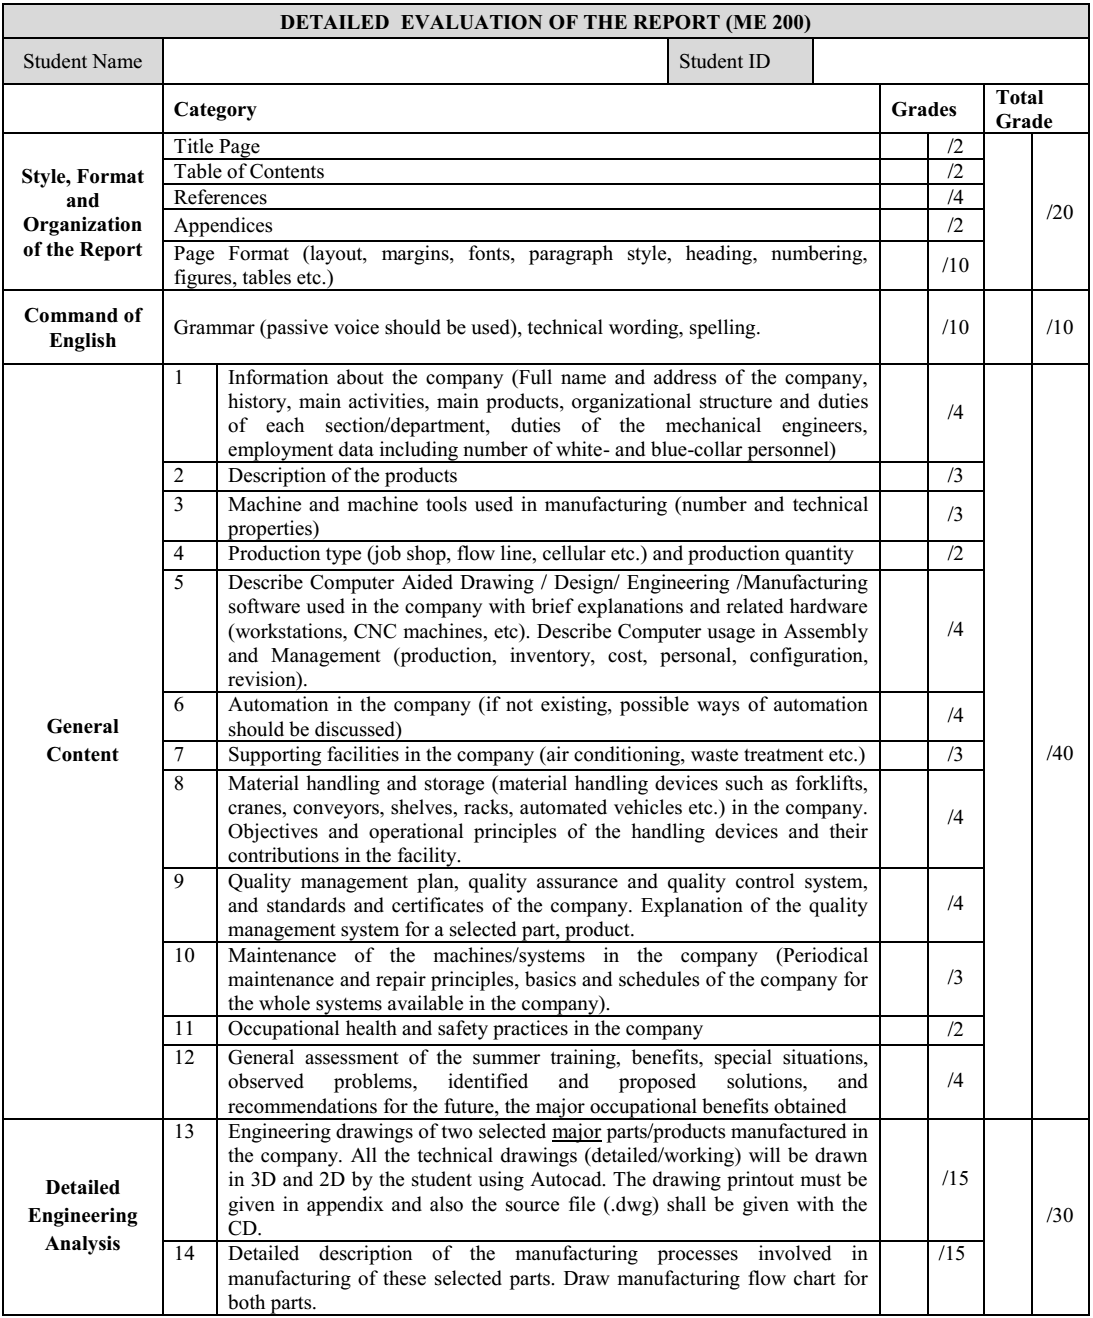 DETAILED EVALUATION OF THE REPORT (ME 200)
Student Name
Student ID
Category
Grades
Total
Grade
Style, Format
and
Organization
of the Report
Title Page
/2
Table of Contents
/2
References
/4
Appendices
/2
Page Format (layout, margins, fonts, paragraph style, heading, numbering,
figures, tables etc.)
/10
/20
Command of
English
Grammar (passive voice should be used), technical wording, spelling.
/10
/10
General
Content
1
Information about the company (Full name and address of the company,
history, main activities, main products, organizational structure and duties
of each section/department, duties of the mechanical engineers,
employment data including number of white- and blue-collar personnel)
/4
2
Description of the products
/3
3
Machine and machine tools used in manufacturing (number and technical
properties)
/3
4
Production type (job shop, flow line, cellular etc.) and production quantity
/2
5
Describe Computer Aided Drawing / Design/ Engineering /Manufacturing
software used in the company with brief explanations and related hardware
(workstations, CNC machines, etc). Describe Computer usage in Assembly
and Management (production, inventory, cost, personal, configuration,
revision).
/4
6
Automation in the company (if not existing, possible ways of automation
should be discussed)
/4
7
Supporting facilities in the company (air conditioning, waste treatment etc.)
/3
8
Material handling and storage (material handling devices such as forklifts,
cranes, conveyors, shelves, racks, automated vehicles etc.) in the company.
Objectives and operational principles of the handling devices and their
contributions in the facility.
/4
9
Quality management plan, quality assurance and quality control system,
and standards and certificates of the company. Explanation of the quality
management system for a selected part, product.
/4
10
Maintenance of the machines/systems in the company (Periodical
maintenance and repair principles, basics and schedules of the company for
the whole systems available in the company).
/3
11
Occupational health and safety practices in the company
/2
12
General assessment of the summer training, benefits, special situations,
observed problems, identified and proposed solutions, and
recommendations for the future, the major occupational benefits obtained
/4
/40
Detailed
Engineering
Analysis
13
Engineering drawings of two selected major parts/products manufactured in
the company. All the technical drawings (detailed/working) will be drawn
in 3D and 2D by the student using Autocad. The drawing printout must be
given in appendix and also the source file (.dwg) shall be given with the
CD.
/15
14
Detailed description of the manufacturing processes involved in
manufacturing of these selected parts. Draw manufacturing flow chart for
both parts.
/15
/30